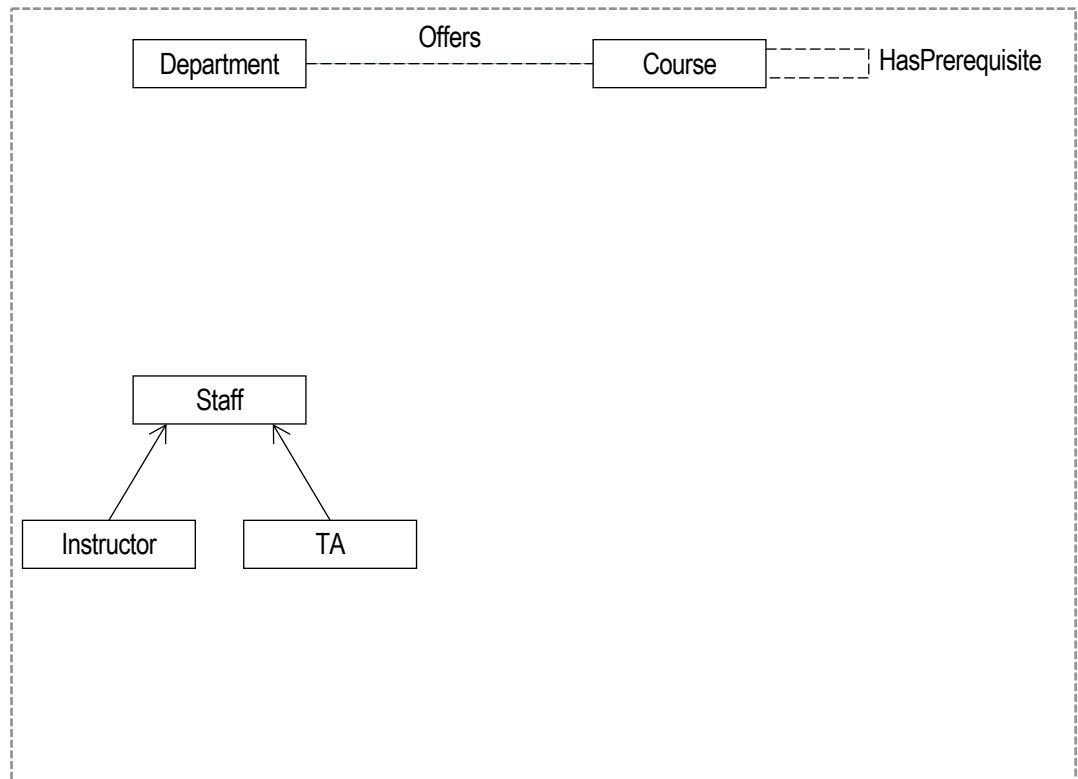 Offers
Department
Course
HasPrerequisite
Staff
Instructor
TA